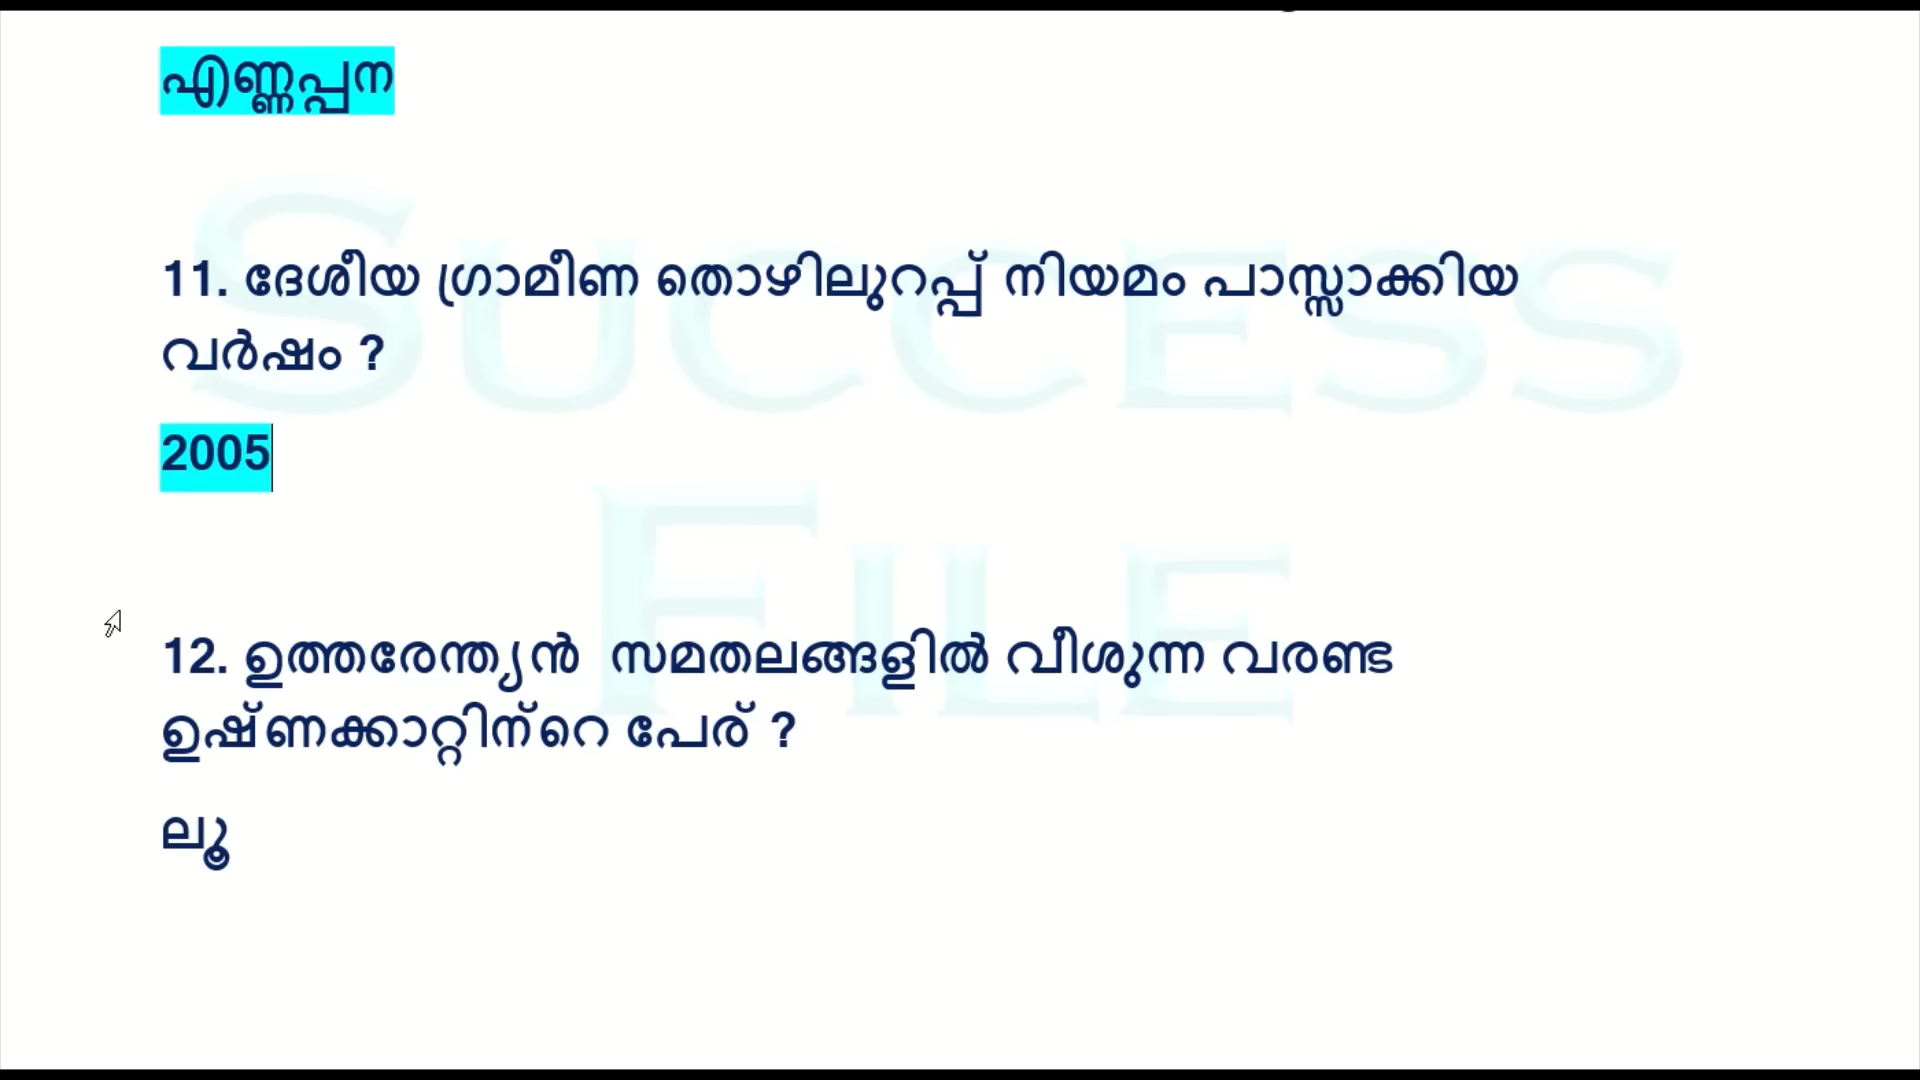 എണ്ണപ്പന
11. ദേശീയ ഗ്രാമീണ തൊഴിലുറപ്പ് നിയമം പാസ്സാക്കിയ
വർഷം ?
2005
12. ഉത്തരേന്ത്യൻ സമതലങ്ങളിൽ വീശുന്ന വരണ്ട
ഉഷ്ണക്കാറ്റിന്റെ പേര് ?
ലൂ
SUCCESS
FILE